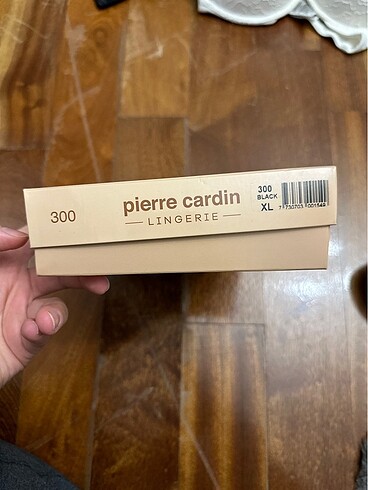 300
pierre cardin
LINGERIE
300
BLACK
XL